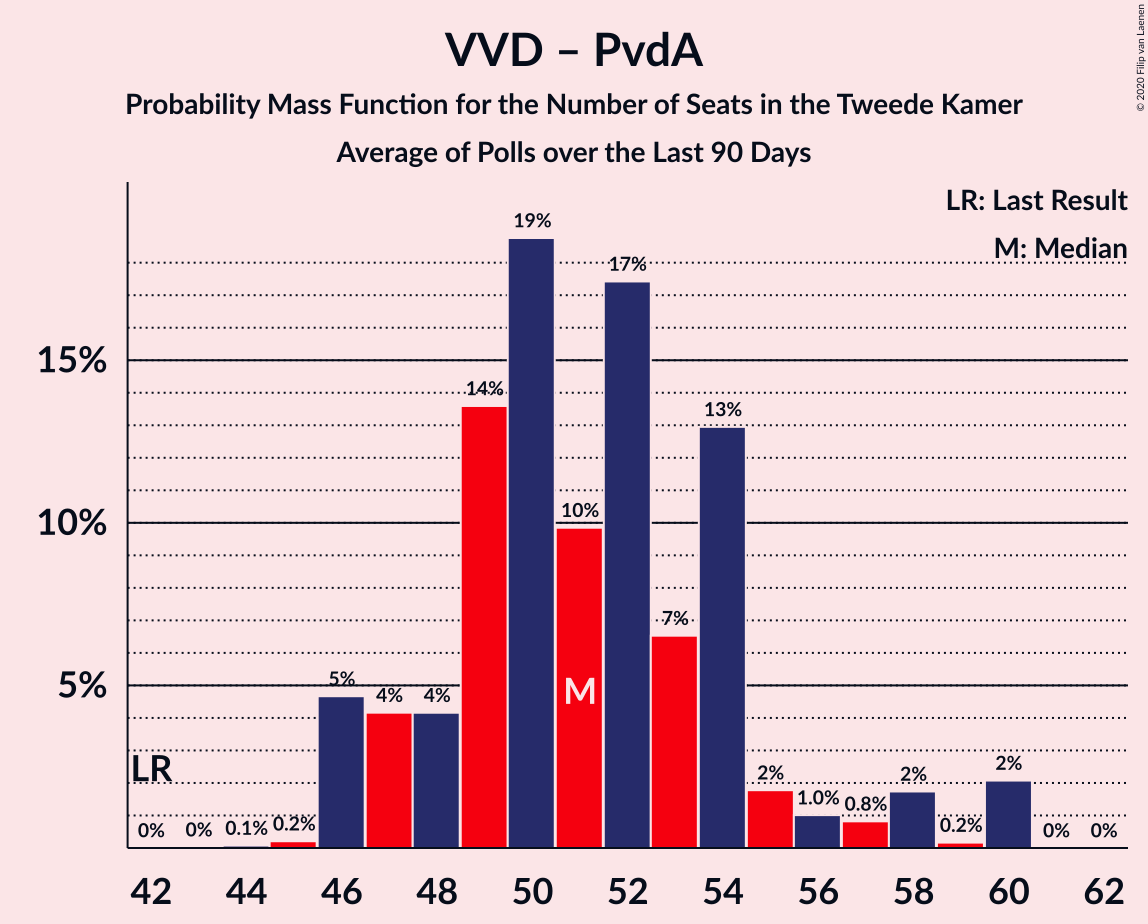 VVD – PvdA
Probability Mass Function for the Number of Seats in the Tweede Kamer
Average of Polls over the Last 90 Days
© 2020 Filip van Laenen
LR: Last Result
M: Median
15%
10%
5%
LR
M
0%
0%
0.1%
0.2%
5%
4%
4%
14%
19%
10%
17%
7%
13%
2%
1.0%
0.8%
2%
0.2%
2%
0%
0%
42 44 46 48 50 52 54 56 58 60 62